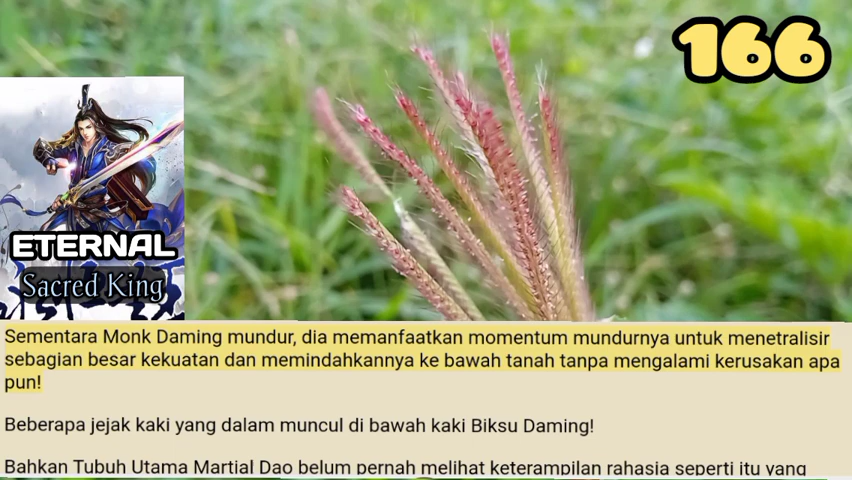 166
ETERNAL
Sacred King
Sementara Monk Daming mundur, dia memanfaatkan momentum mundurnya untuk menetralisir
sebagian besar kekuatan dan memindahkannya ke bawah tanah tanpa mengalami kerusakan apa
pun!
Beberapa jejak kaki yang dalam muncul di bawah kaki Biksu Daming!
Bahkan Tubuh Utama Martial Dao belum pernah melihat keterampilan rahasia seperti itu yang